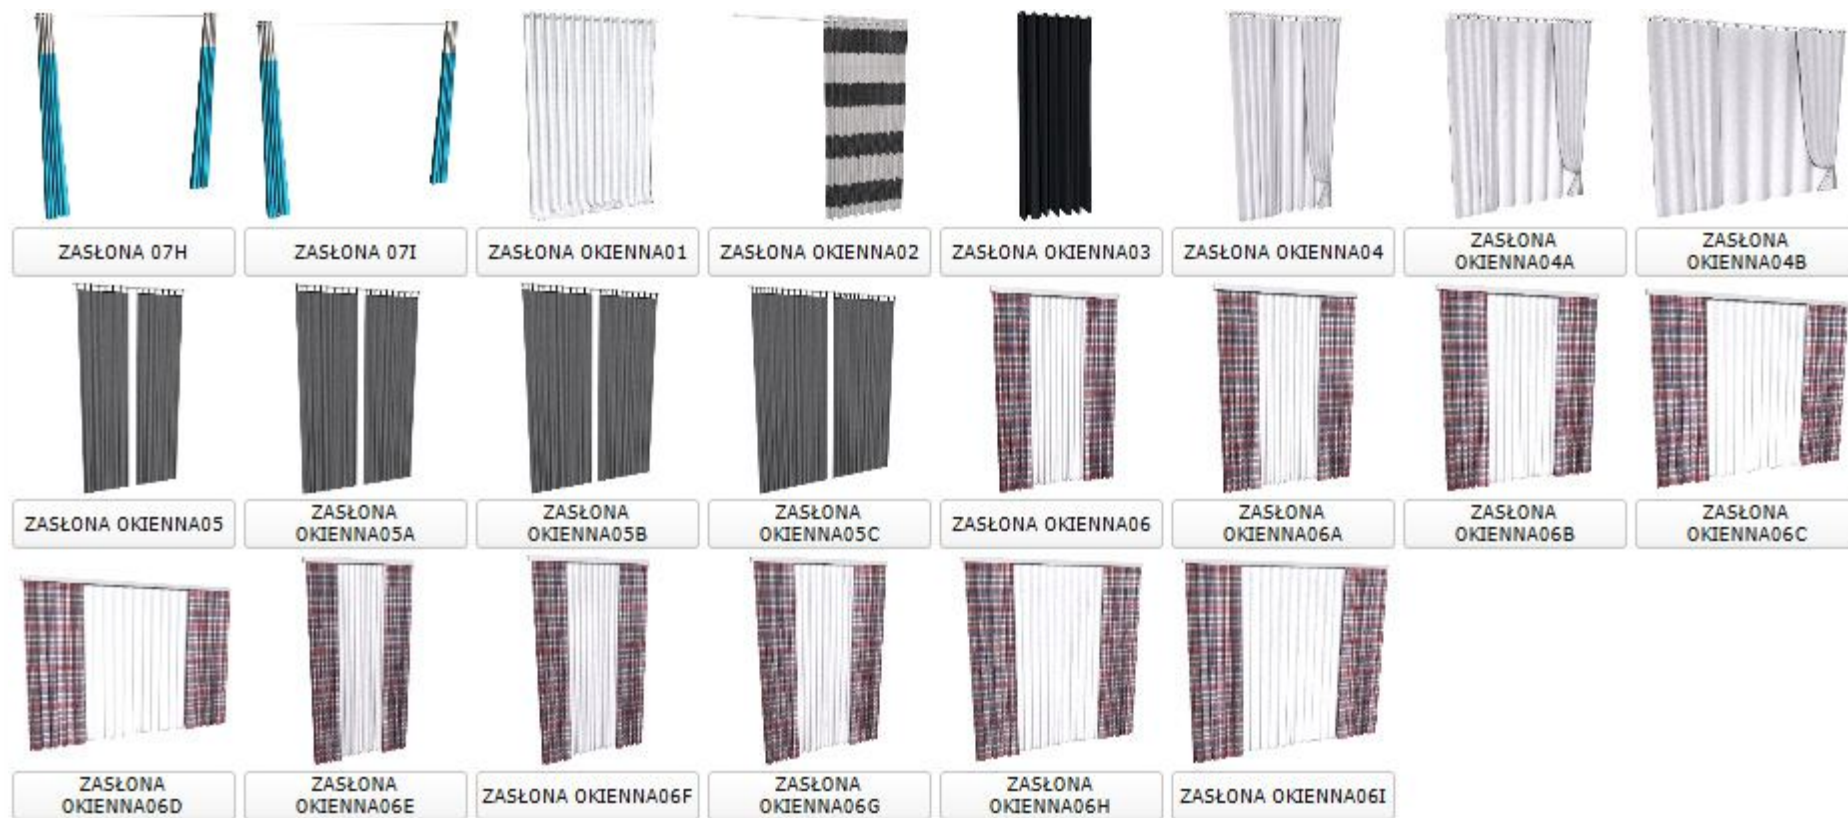 ZASŁONA 07H
ZASŁONA 07I
ZASŁONA OKIENNA01
ZASŁONA OKIENNA02
ZASŁONA OKIENNA03
ZASŁONA OKIENNA04
ZASŁONA
OKIENNA04A
ZASŁONA
OKIENNA04B
ZASŁONA OKIENNA05
ZASŁONA
OKIENNA05A
ZASŁONA
OKIENNA05B
ZASŁONA
OKIENNA05C
ZASŁONA OKIENNA06
ZASŁONA
OKIENNA06A
ZASŁONA
OKIENNA06B
ZASŁONA
OKIENNA06C
ZASŁONA
OKIENNA06D
ZASŁONA
OKIENNA06E
ZASŁONA OKIENNA06F
ZASŁONA
OKIENNA06G
ZASŁONA
OKIENNA06H
ZASŁONA OKIENNA06I